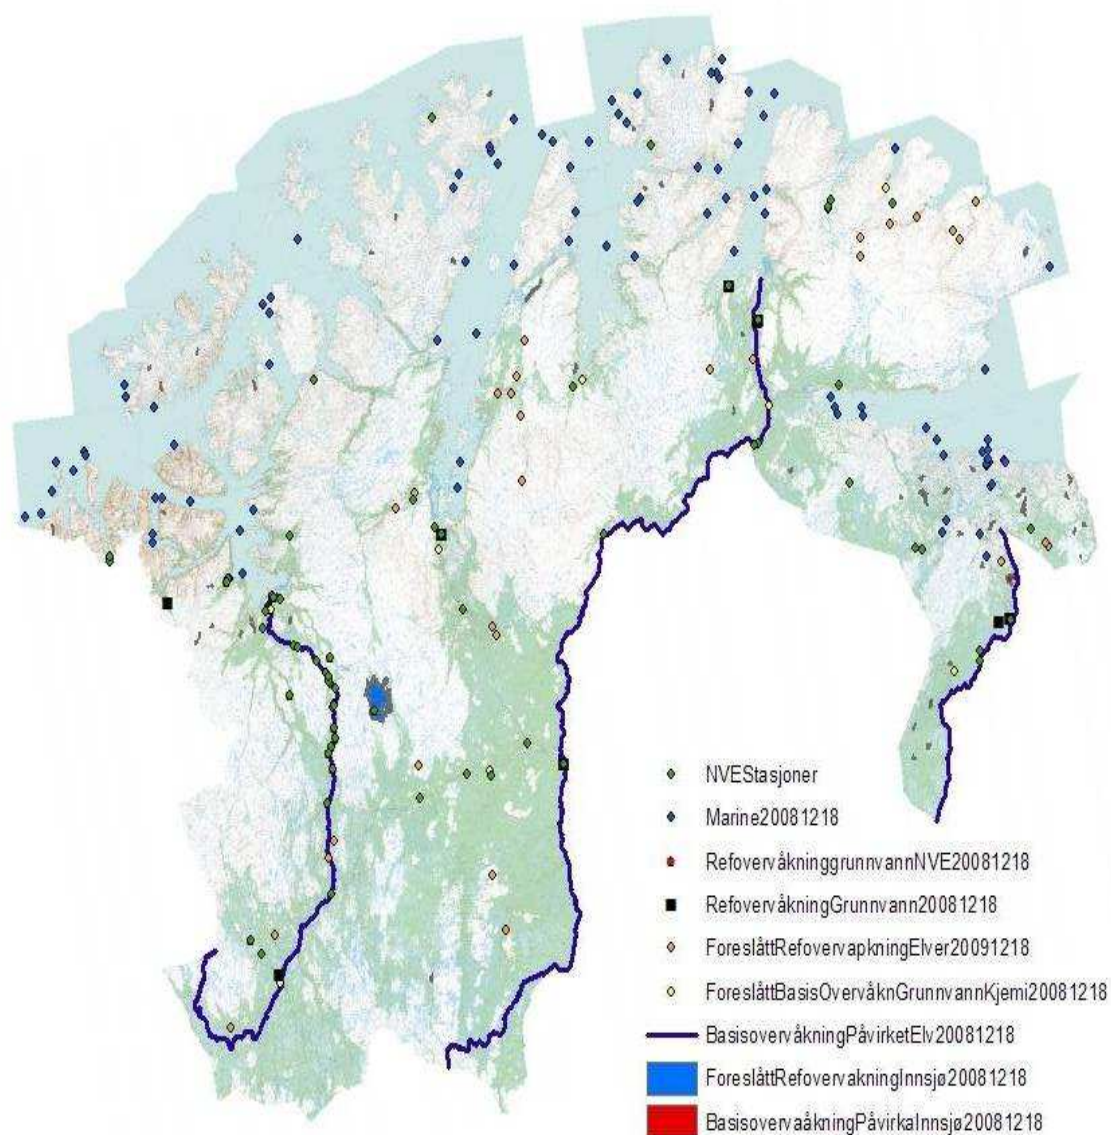 NVEStasjoner
Marine20081218
RefovervåkninggrunnvannNVE20081218
RefovervåkningGrunnvann20081218
ForeslåttRefovervapkningElver20091218
ForeslåttBasisOvervåknGrunnvannKjemi20081218
BasisovervåkningPåvirketElv20081218
ForeslåttRefovervakningInnsjø20081218
BasisovervaåkningPåvirkaInnsjø20081218